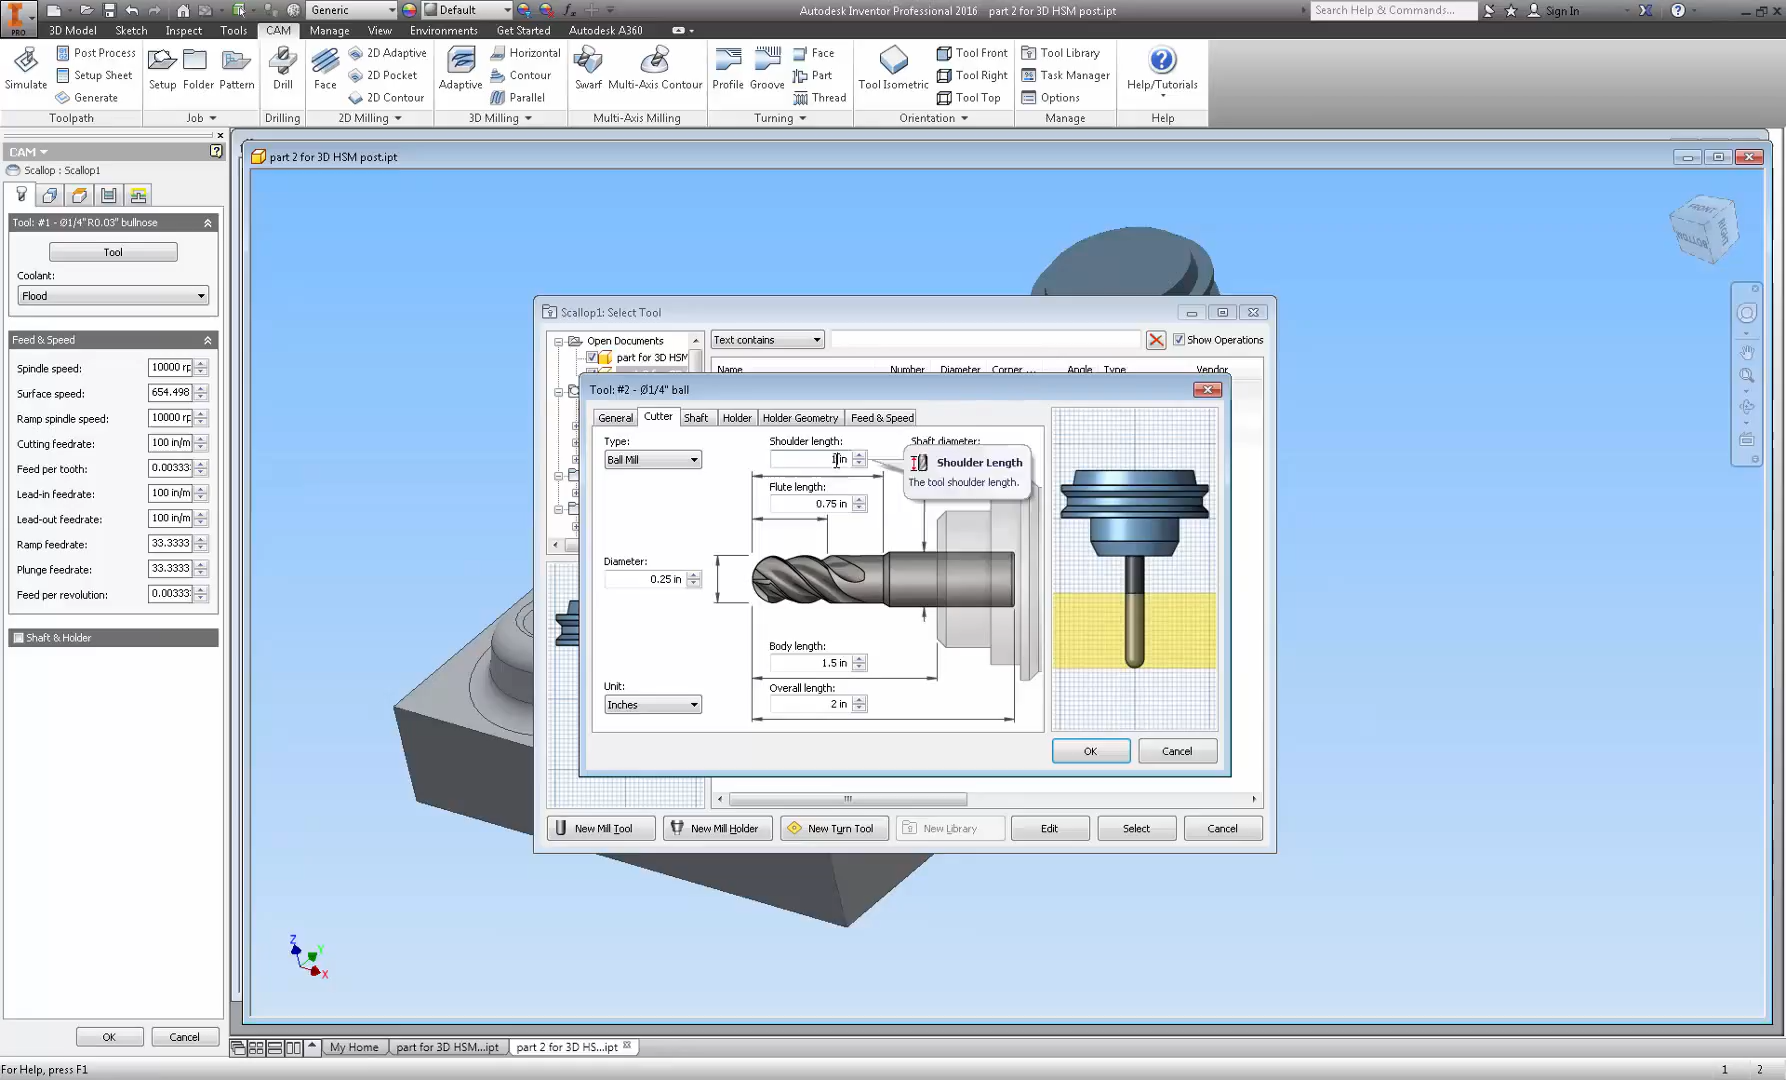 Generic
Default
Autodesk Inventor Professional 2016 part 2 for 3D HSM post.ipt
Search Help & Commands...
Sign In
PRO
3D Model
Sketch
Inspect
Tools
CAM
Manage
View
Environments
Get Started
Autodesk A360
Simulate
Post Process
Setup Sheet
Generate
Toolpath
Setup
Folder
Pattern
Job
Drill
Drilling
Face
2D Adaptive
2D Pocket
2D Contour
2D Milling
Adaptive
Horizontal
Contour
Parallel
3D Milling
Swarf
Multi-Axis Contour
Multi-Axis Milling
Profile
Groove
Face
Part
Thread
Turning
Tool Isometric
Tool Front
Tool Right
Tool Top
Orientation
Tool Library
Task Manager
Options
Manage
Help/Tutorials
Help
CAM
Scallop : Scallop1
Tool: #1 - Ø1/4" R0.03" bullnose
Tool
Coolant:
Flood
Feed & Speed
Spindle speed: 10000 rp
Surface speed: 654.498
Ramp spindle speed: 10000 rp
Cutting feedrate: 100 in/m
Feed per tooth: 0.00333
Lead-in feedrate: 100 in/m
Lead-out feedrate: 100 in/m
Ramp feedrate: 33.3333
Plunge feedrate: 33.3333
Feed per revolution: 0.00333
Shaft & Holder
OK
Cancel
part 2 for 3D HSM post.ipt
FRONT
BOTTOM
Scallop1: Select Tool
Open Documents
part for 3D HSM
Text contains
Show Operations
Name
Number
Diameter
Corner ...
Angle
Type
Vendor
Tool: #2 - Ø1/4" ball
General
Cutter
Shaft
Holder
Holder Geometry
Feed & Speed
Type:
Ball Mill
Shoulder length:
1 in
Shaft diameter:
Shoulder Length
The tool shoulder length.
Flute length:
0.75 in
Diameter:
0.25 in
Body length:
1.5 in
Unit:
Inches
Overall length:
2 in
OK
Cancel
New Mill Tool
New Mill Holder
New Turn Tool
New Library
Edit
Select
Cancel
Z
Y
X
My Home
part for 3D HSM...ipt
part 2 for 3D HS...ipt
For Help, press F1
1
2